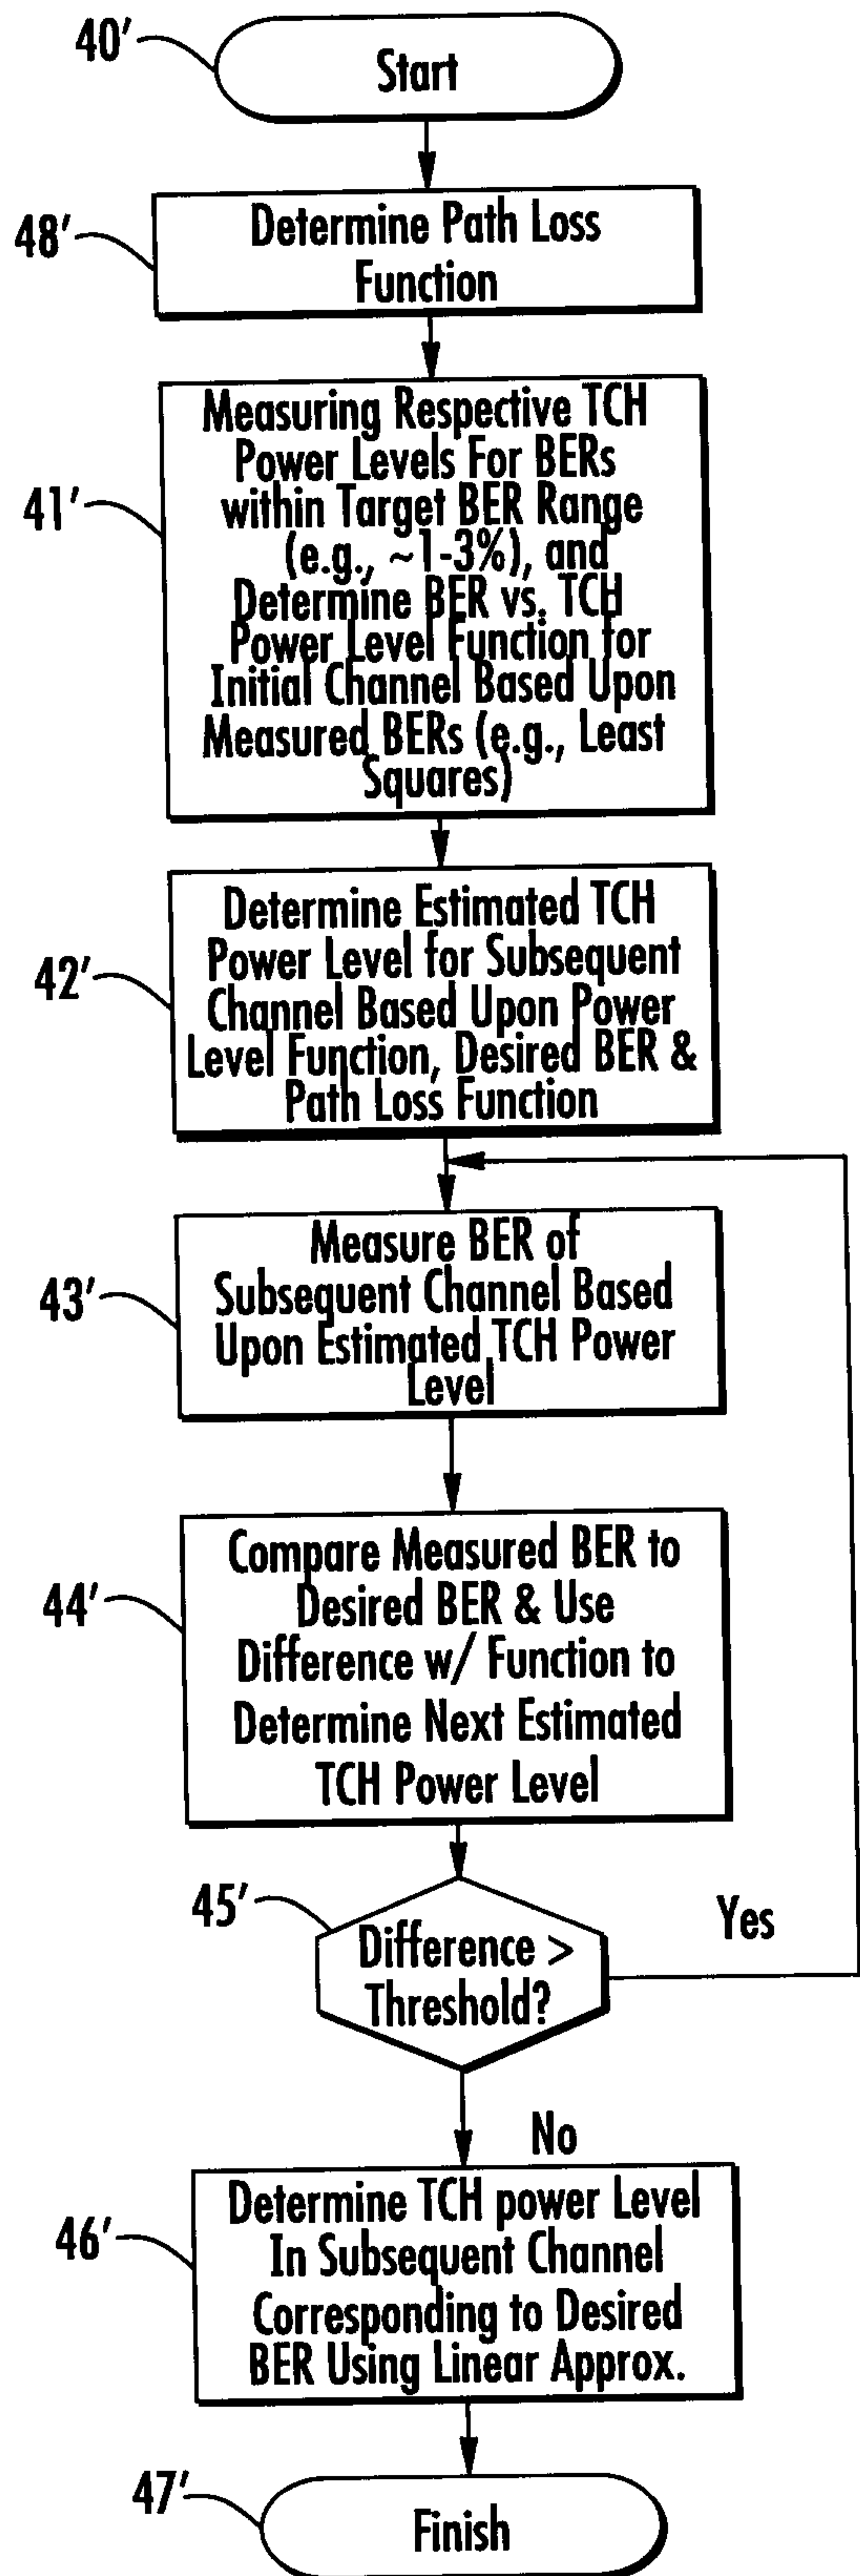 40'
Start
48'
Determine Path Loss
Function
41'
Measuring Respective TCH
Power Levels For BERs
within Target BER Range
(e.g., ~1-3%), and
Determine BER vs. TCH
Power Level Function for
Initial Channel Based Upon
Measured BERs (e.g., Least
Squares)
42'
Determine Estimated TCH
Power Level for Subsequent
Channel Based Upon Power
Level Function, Desired BER &
Path Loss Function
43'
Measure BER of
Subsequent Channel Based
Upon Estimated TCH Power
Level
44'
Compare Measured BER to
Desired BER & Use
Difference w/ Function to
Determine Next Estimated
TCH Power Level
45'
Difference >
Threshold?
Yes
No
46'
Determine TCH power Level
In Subsequent Channel
Corresponding to Desired
BER Using Linear Approx.
47'
Finish